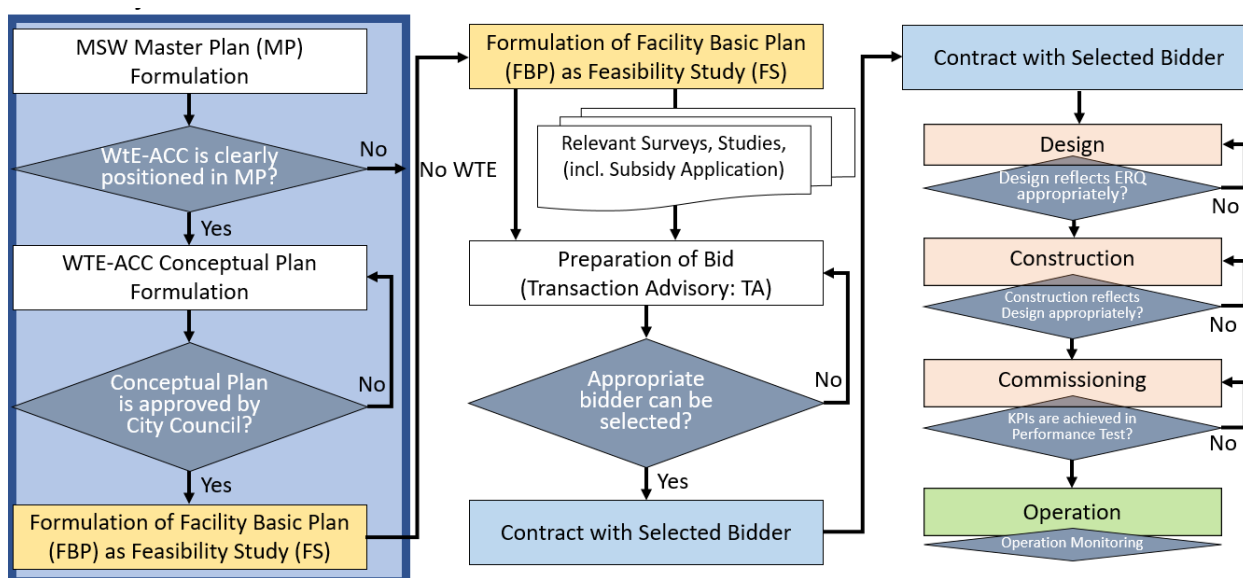 MSW Master Plan (MP)
Formulation
WtE-ACC is clearly
positioned in MP?
No
No WTE
Yes
WTE-ACC Conceptual Plan
Formulation
Conceptual Plan
is approved by
City Council?
No
Yes
Formulation of Facility Basic Plan
(FBP) as Feasibility Study (FS)
Formulation of Facility Basic Plan
(FBP) as Feasibility Study (FS)
Relevant Surveys, Studies,
(incl. Subsidy Application)
Preparation of Bid
(Transaction Advisory: TA)
Appropriate
bidder can be
selected?
No
Yes
Contract with Selected Bidder
Contract with Selected Bidder
Design
Design reflects ERQ
appropriately?
No
Construction
Construction reflects
Design appropriately?
No
Commissioning
KPIs are achieved in
Performance Test?
No
Operation
Operation Monitoring